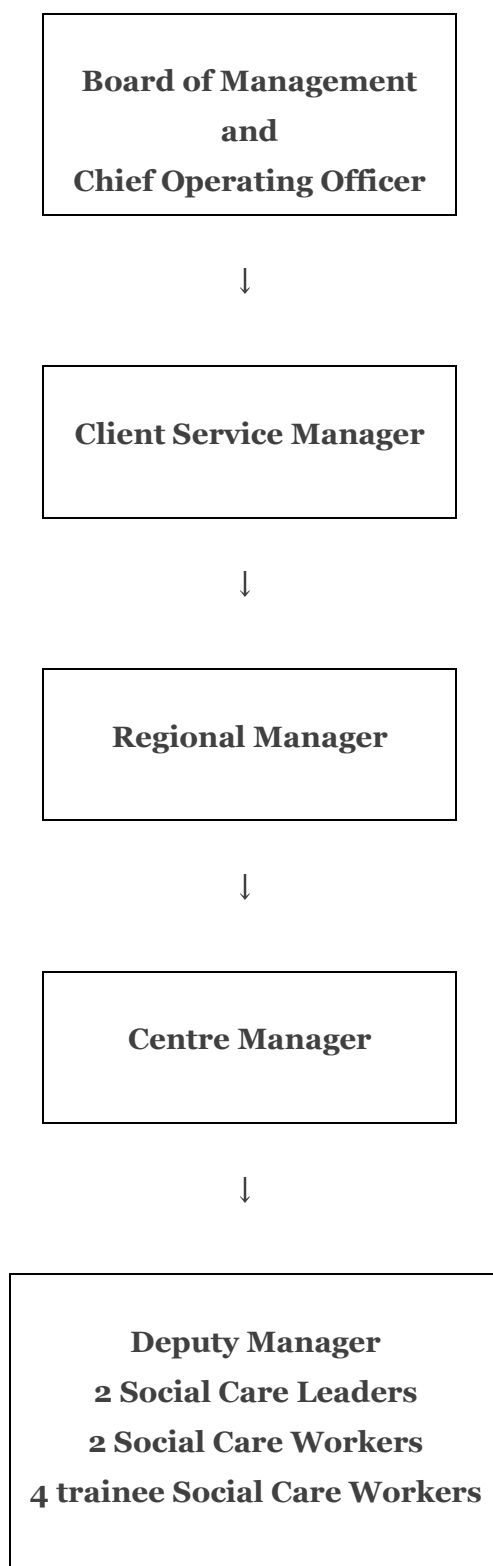 Board of Management
and
Chief Operating Officer
↓
Client Service Manager
↓
Regional Manager
↓
Centre Manager
↓
Deputy Manager
2 Social Care Leaders
2 Social Care Workers
4 trainee Social Care Workers